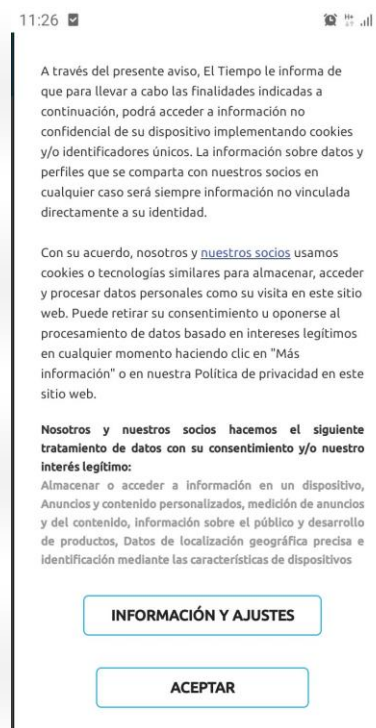 11:26
A través del presente aviso, El Tiempo le informa de
que para llevar a cabo las finalidades indicadas a
continuación, podrá acceder a información no
confidencial de su dispositivo implementando cookies
y/o identificadores únicos. La información sobre datos y
perfiles que se comparta con nuestros socios en
cualquier caso será siempre información no vinculada
directamente a su identidad.
Con su acuerdo, nosotros y nuestros socios usamos
cookies o tecnologías similares para almacenar, acceder
y procesar datos personales como su visita en este sitio
web. Puede retirar su consentimiento u oponerse al
procesamiento de datos basado en intereses legítimos
en cualquier momento haciendo clic en "Más
información" o en nuestra Política de privacidad en este
sitio web.
Nosotros y nuestros socios hacemos el siguiente
tratamiento de datos con su consentimiento y/o nuestro
interés legítimo:
Almacenar o acceder a información en un dispositivo,
Anuncios y contenido personalizados, medición de anuncios
y del contenido, información sobre el público y desarrollo
de productos, Datos de localización geográfica precisa e
identificación mediante las características de dispositivos
INFORMACIÓN Y AJUSTES
ACEPTAR